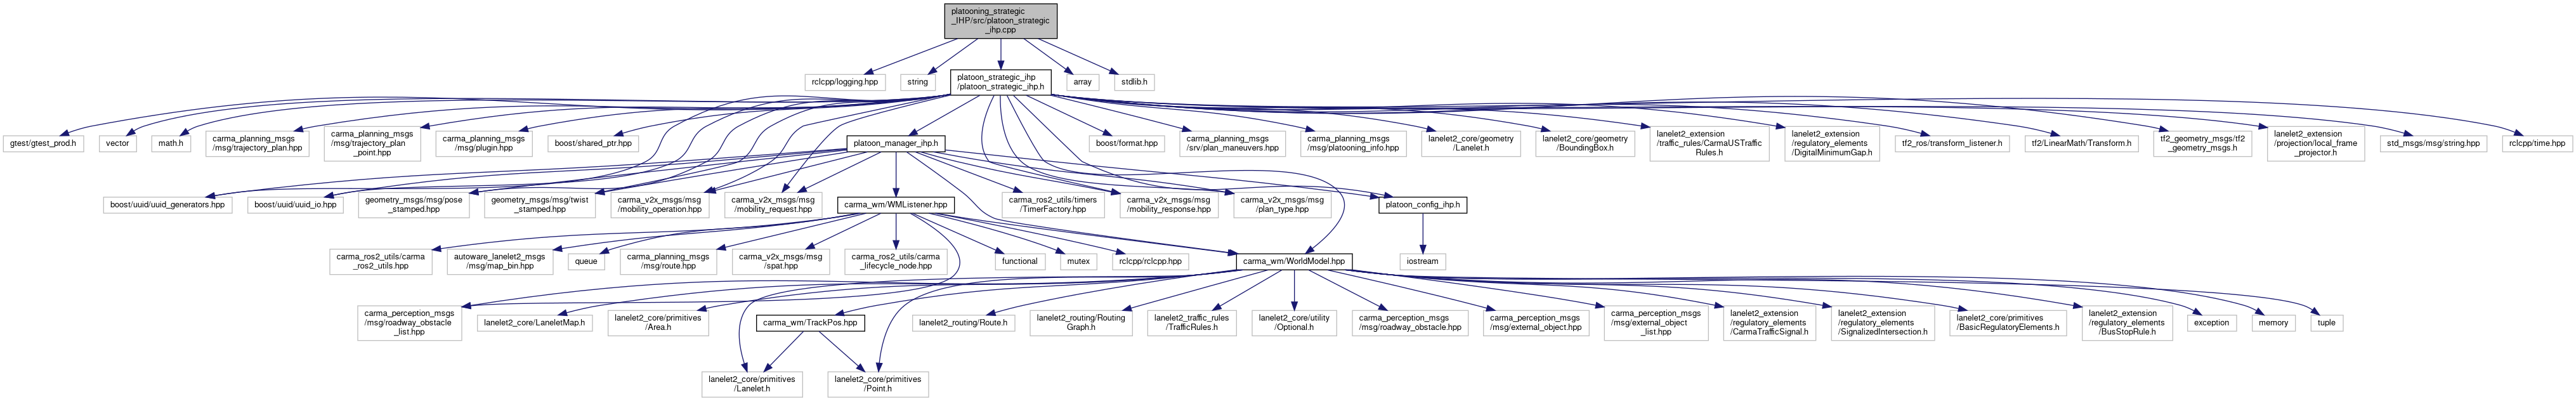 platooning_strategic
_IHP/src/platoon_strategic
_ihp.cpp
rclcpp/logging.hpp
string
platoon_strategic_ihp
/platoon_strategic_ihp.h
array
stdlib.h
gtest/gtest_prod.h
vector
math.h
carma_planning_msgs
/msg/trajectory_plan.hpp
carma_planning_msgs
/msg/trajectory_plan
_point.hpp
carma_planning_msgs
/msg/plugin.hpp
boost/shared_ptr.hpp
platoon_manager_ihp.h
boost/format.hpp
carma_planning_msgs
/srv/plan_maneuvers.hpp
carma_planning_msgs
/msg/platooning_info.hpp
lanelet2_core/geometry
/Lanelet.h
lanelet2_core/geometry
/BoundingBox.h
lanelet2_extension
/traffic_rules/CarmaUSTraffic
Rules.h
lanelet2_extension
/regulatory_elements
/DigitalMinimumGap.h
tf2_ros/transform_listener.h
tf2/LinearMath/Transform.h
tf2_geometry_msgs/tf2
_geometry_msgs.h
lanelet2_extension
/projection/local_frame
_projector.h
std_msgs/msg/string.hpp
rclcpp/time.hpp
boost/uuid/uuid_generators.hpp
boost/uuid/uuid_io.hpp
geometry_msgs/msg/pose
_stamped.hpp
geometry_msgs/msg/twist
_stamped.hpp
carma_v2x_msgs/msg
/mobility_operation.hpp
carma_v2x_msgs/msg
/mobility_request.hpp
carma_wm/WMListener.hpp
carma_ros2_utils/timers
/TimerFactory.hpp
carma_v2x_msgs/msg
/mobility_response.hpp
carma_v2x_msgs/msg
/plan_type.hpp
platoon_config_ihp.h
carma_ros2_utils/carma
_ros2_utils.hpp
autoware_lanelet2_msgs
/msg/map_bin.hpp
queue
carma_planning_msgs
/msg/route.hpp
carma_v2x_msgs/msg
/spat.hpp
carma_ros2_utils/carma
_lifecycle_node.hpp
functional
mutex
rclcpp/rclcpp.hpp
carma_wm/WorldModel.hpp
iostream
carma_perception_msgs
/msg/roadway_obstacle
_list.hpp
lanelet2_core/LaneletMap.h
lanelet2_core/primitives
/Area.h
carma_wm/TrackPos.hpp
lanelet2_routing/Route.h
lanelet2_routing/Routing
Graph.h
lanelet2_traffic_rules
/TrafficRules.h
lanelet2_core/utility
/Optional.h
carma_perception_msgs
/msg/roadway_obstacle.hpp
carma_perception_msgs
/msg/external_object.hpp
carma_perception_msgs
/msg/external_object
_list.hpp
lanelet2_extension
/regulatory_elements
/CarmaTrafficSignal.h
lanelet2_extension
/regulatory_elements
/SignalizedIntersection.h
lanelet2_core/primitives
/BasicRegulatoryElements.h
lanelet2_extension
/regulatory_elements
/BusStopRule.h
exception
memory
tuple
lanelet2_core/primitives
/Lanelet.h
lanelet2_core/primitives
/Point.h